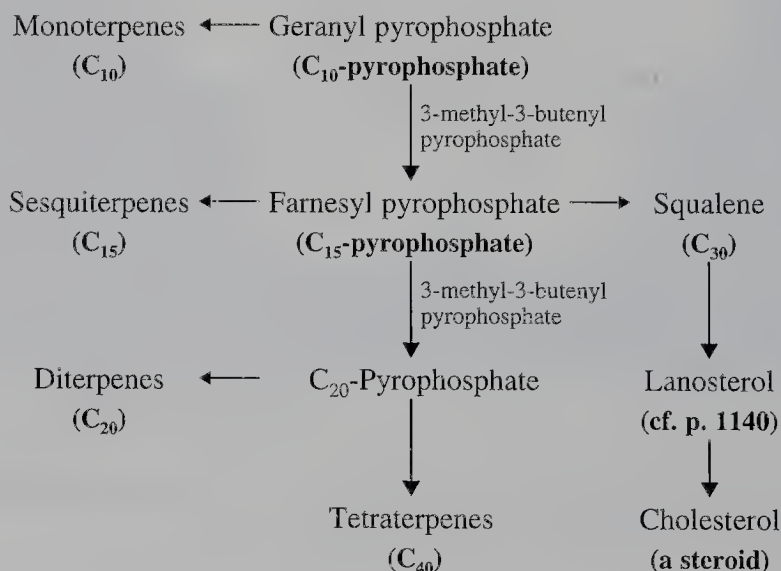 Monoterpenes
(C₁₀)
Geranyl pyrophosphate
(C₁₀-pyrophosphate)
3-methyl-3-butenyl
pyrophosphate
Sesquiterpenes
(C₁₅)
Farnesyl pyrophosphate
(C₁₅-pyrophosphate)
Squalene
(C₃₀)
3-methyl-3-butenyl
pyrophosphate
Diterpenes
(C₂₀)
C₂₀-Pyrophosphate
Lanosterol
(cf. p. 1140)
Tetraterpenes
(C₄₀)
Cholesterol
(a steroid)